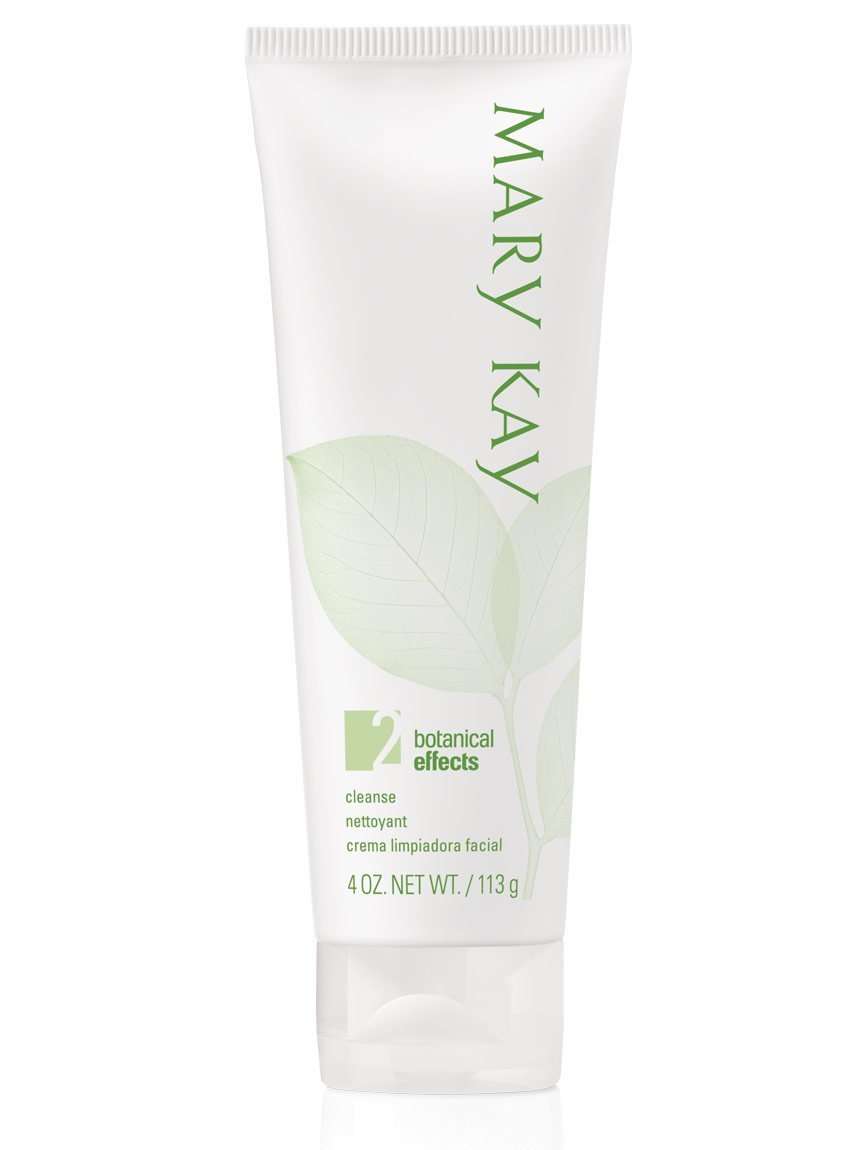 MARY KAY
2
botanical
effects
cleanse
nettoyant
crema limpiadora facial
4 OZ. NET WT. / 113 g